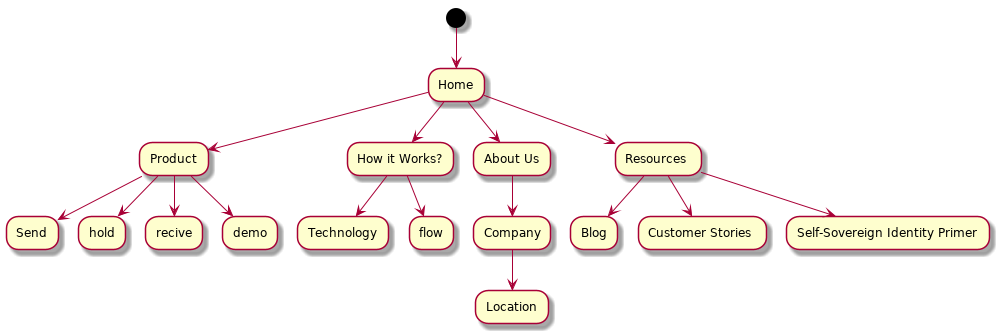 Home
Product
How it Works?
About Us
Resources
Send
hold
recive
demo
Technology
flow
Company
Blog
Customer Stories
Self-Sovereign Identity Primer
Location